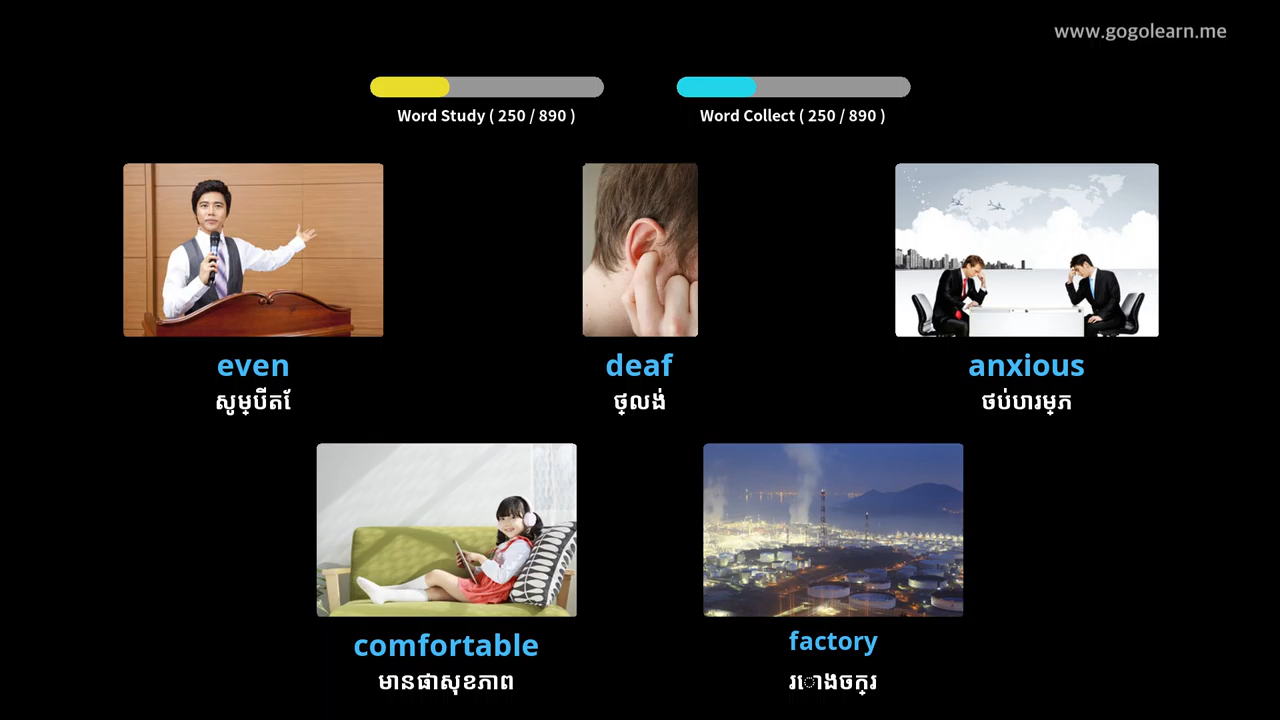 www.gogolearn.me
Word Study ( 250 / 890 )
Word Collect ( 250 / 890 )
even
សូម្បីតែ
deaf
ថ្លង់
anxious
ថប់បារម្ភ
comfortable
មានផាសុខភាព
factory
រោងចក្រ